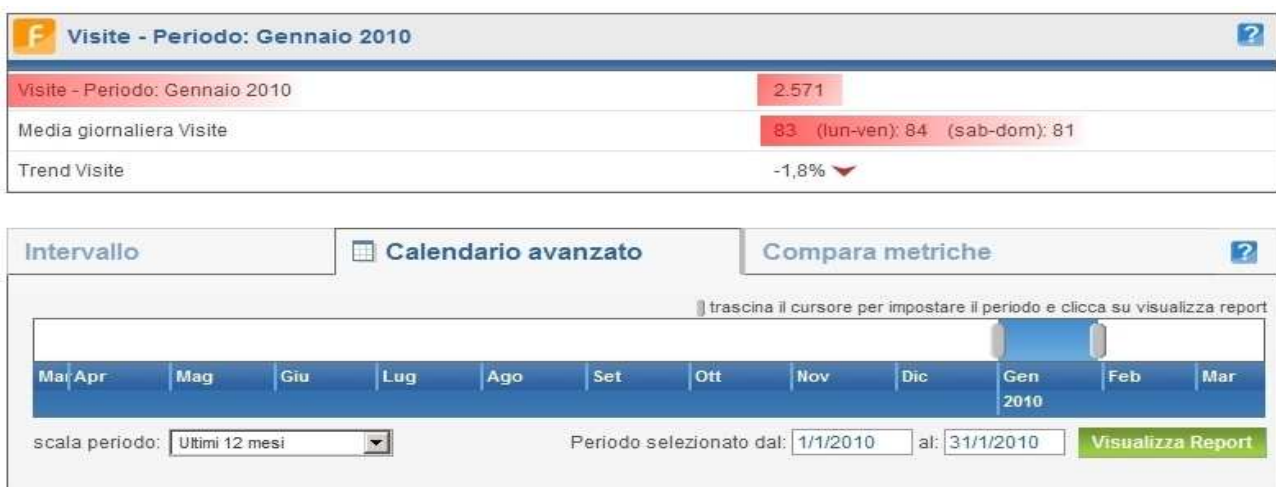 F Visite - Periodo: Gennaio 2010 ?
Visite - Periodo: Gennaio 2010 2.571
Media giornaliera Visite 83 (lun-ven): 84 (sab-dom): 81
Trend Visite -1,8%
Intervallo Calendario avanzato Compara metriche ?
trascina il cursore per impostare il periodo e clicca su visualizza report
Mar Apr Mag Giu Lug Ago Set Ott Nov Dic Gen Feb Mar
2010
scala periodo: Ultimi 12 mesi Periodo selezionato dal: 1/1/2010 al: 31/1/2010 Visualizza Report